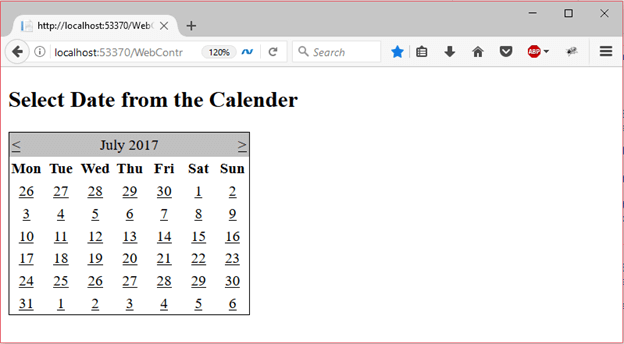 http://localhost:53370/WebC
localhost:53370/WebContr
120%
Search
ABP
Select Date from the Calender
< July 2017 >
Mon Tue Wed Thu Fri Sat Sun
26 27 28 29 30 1 2
3 4 5 6 7 8 9
10 11 12 13 14 15 16
17 18 19 20 21 22 23
24 25 26 27 28 29 30
31 1 2 3 4 5 6